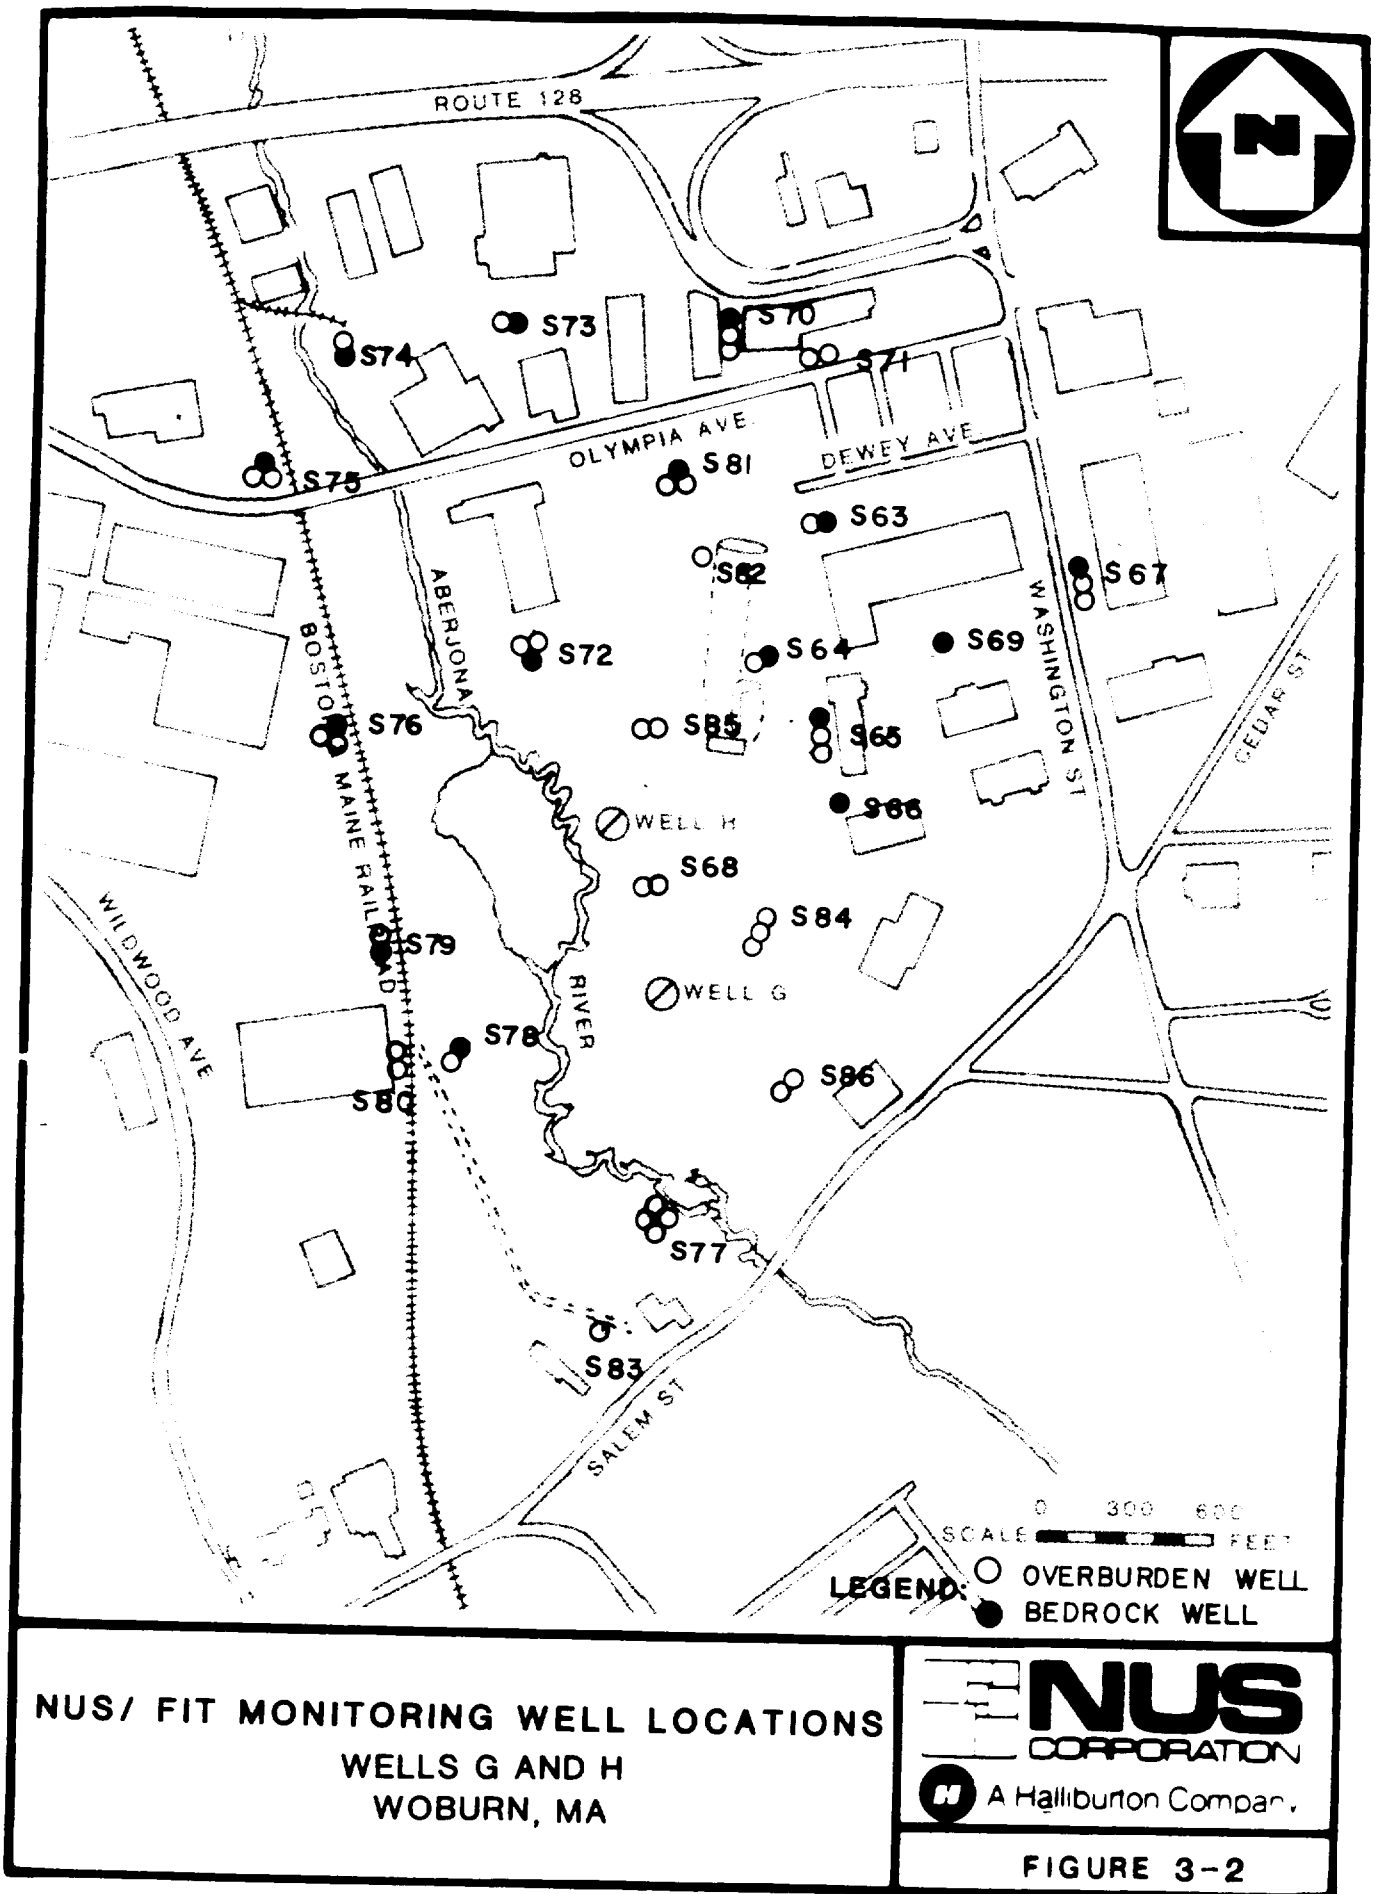 N
ROUTE 128
S70
S73
S74
S71
OLYMPIA AVE.
DEWEY AVE.
S81
S75
S63
S82
S67
ABERJONA
WASHINGTON ST
BOSTON MAINE RAILROAD
S72
S64
S69
CEDAR ST
S76
S85
S65
S66
WELL H
S68
S84
WILDWOOD AVE
S79
WELL G
RIVER
S78
S86
S80
S77
S83
SALEM ST
0 300 600
SCALE FEET
LEGEND:
OVERBURDEN WELL
BEDROCK WELL
NUS/ FIT MONITORING WELL LOCATIONS
WELLS G AND H
WOBURN, MA
NUS
CORPORATION
H A Halliburton Company
FIGURE 3-2